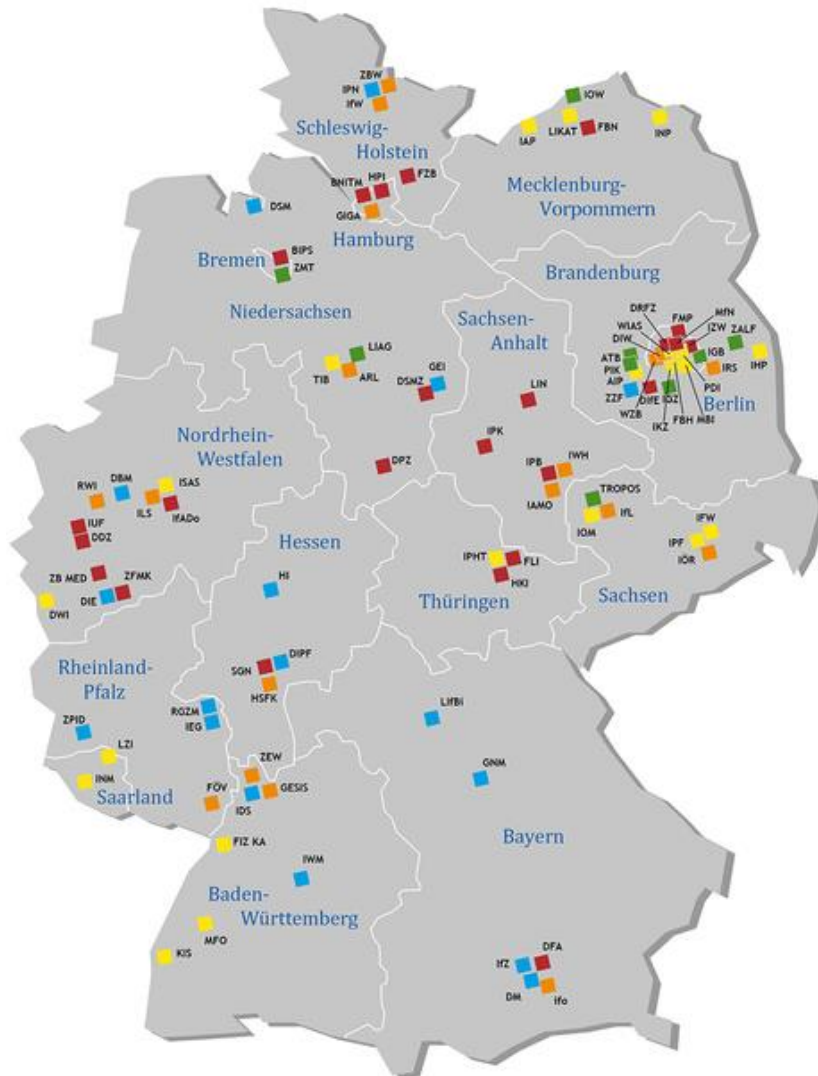 ZBW
IPN
IfW
Schleswig-
Holstein
IOW
IAP
LIKAT
FBN
INP
Mecklenburg-
Vorpommern
BNITM
HPI
FZB
GIGA
Hamburg
DSM
BIPS
Bremen
ZMT
Niedersachsen
Brandenburg
DRFZ
FMP
MfN
WIAS
IZW
ZALF
DIW
ATB
IGB
PIK
IRS
IHP
AIP
PDI
ZZF
DIfE
IDZ
Berlin
WZB
FBH
MBI
IKZ
Sachsen-
Anhalt
LIAG
TIB
ARL
GEI
DSMZ
LIN
DPZ
IPK
IPB
IWH
IAMO
Nordrhein-
Westfalen
RWI
DBM
ISAS
ILS
IfADo
IUF
DDZ
ZB MED
ZFMK
DWI
DIE
Hessen
HI
SGN
DIPF
HSFK
TROPOS
IfL
IOM
IFW
IPF
IÖR
Sachsen
IPHT
FLI
HKI
Thüringen
Rheinland-
Pfalz
RGZM
IEG
ZPID
LZI
INM
Saarland
ZEW
FÖV
IDS
GESIS
FIZ KA
IWM
Baden-
Württemberg
MFO
KIS
LIfBi
GNM
Bayern
IfZ
DFA
DM
ifo